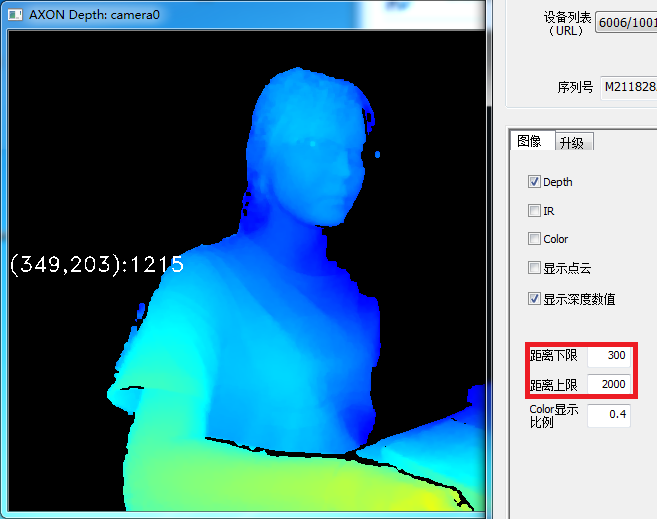 AXON Depth: camera0
(349,203):1215
设备列表
(URL)
6006/1001
序列号
M211828
图像
升级
Depth
IR
Color
显示点云
显示深度数值
距离下限
300
距离上限
2000
Color显示
比例
0.4